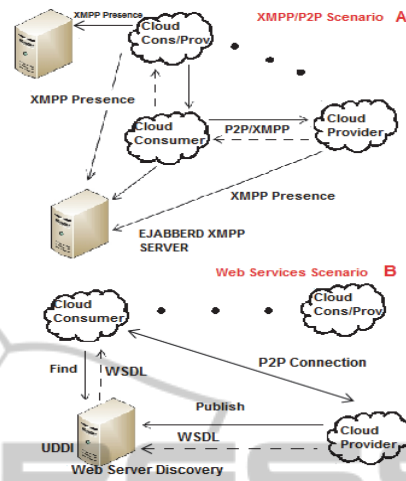 XMPP/P2P Scenario A
XMPP Presence
Cloud
Cons/Prov
XMPP Presence
Cloud
Consumer
P2P/XMPP
Cloud
Provider
XMPP Presence
EJABBERD XMPP
SERVER
Web Services Scenario B
Cloud
Consumer
Cloud
Cons/Prov
Find
WSDL
P2P Connection
Publish
WSDL
UDDI
Cloud
Provider
Web Server Discovery